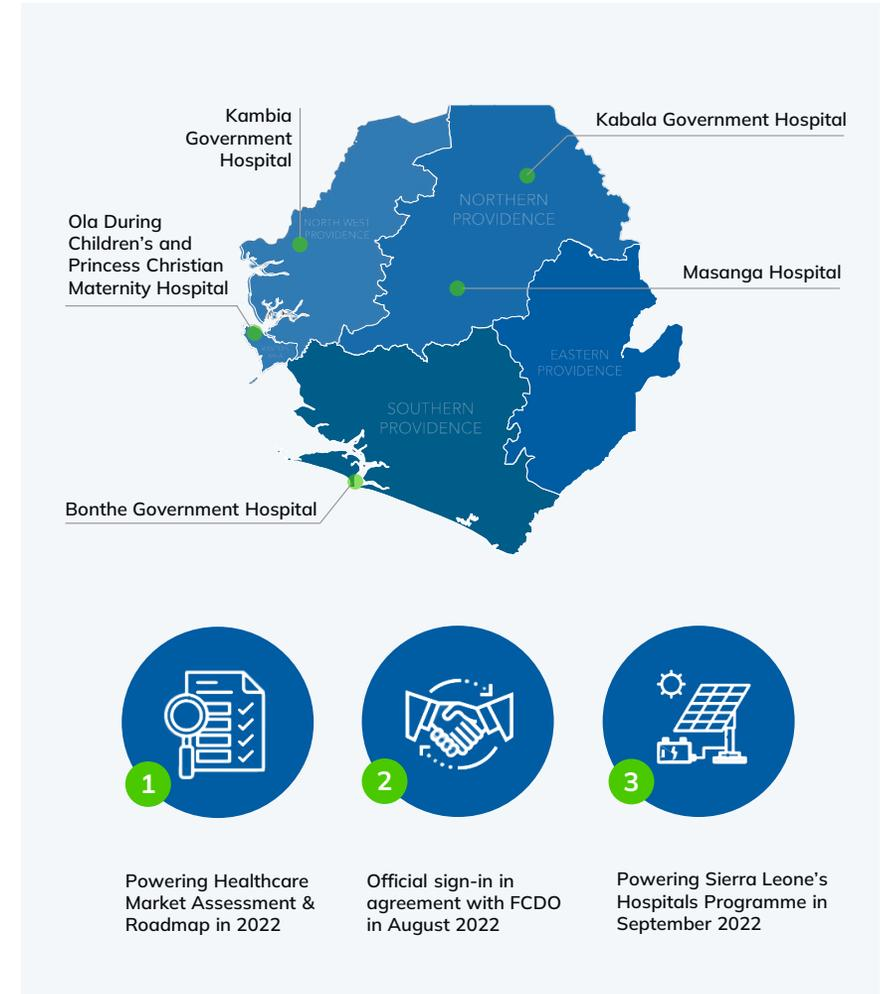 Kambia
Government
Hospital
Kabala Government Hospital
NORTHERN
PROVIDENCE
NORTH WEST
PROVIDENCE
Ola During
Children's and
Princess Christian
Maternity Hospital
Masanga Hospital
EASTERN
PROVIDENCE
SOUTHERN
PROVIDENCE
Bonthe Government Hospital
1
2
3
Powering Healthcare
Market Assessment &
Roadmap in 2022
Official sign-in in
agreement with FCDO
in August 2022
Powering Sierra Leone's
Hospitals Programme in
September 2022